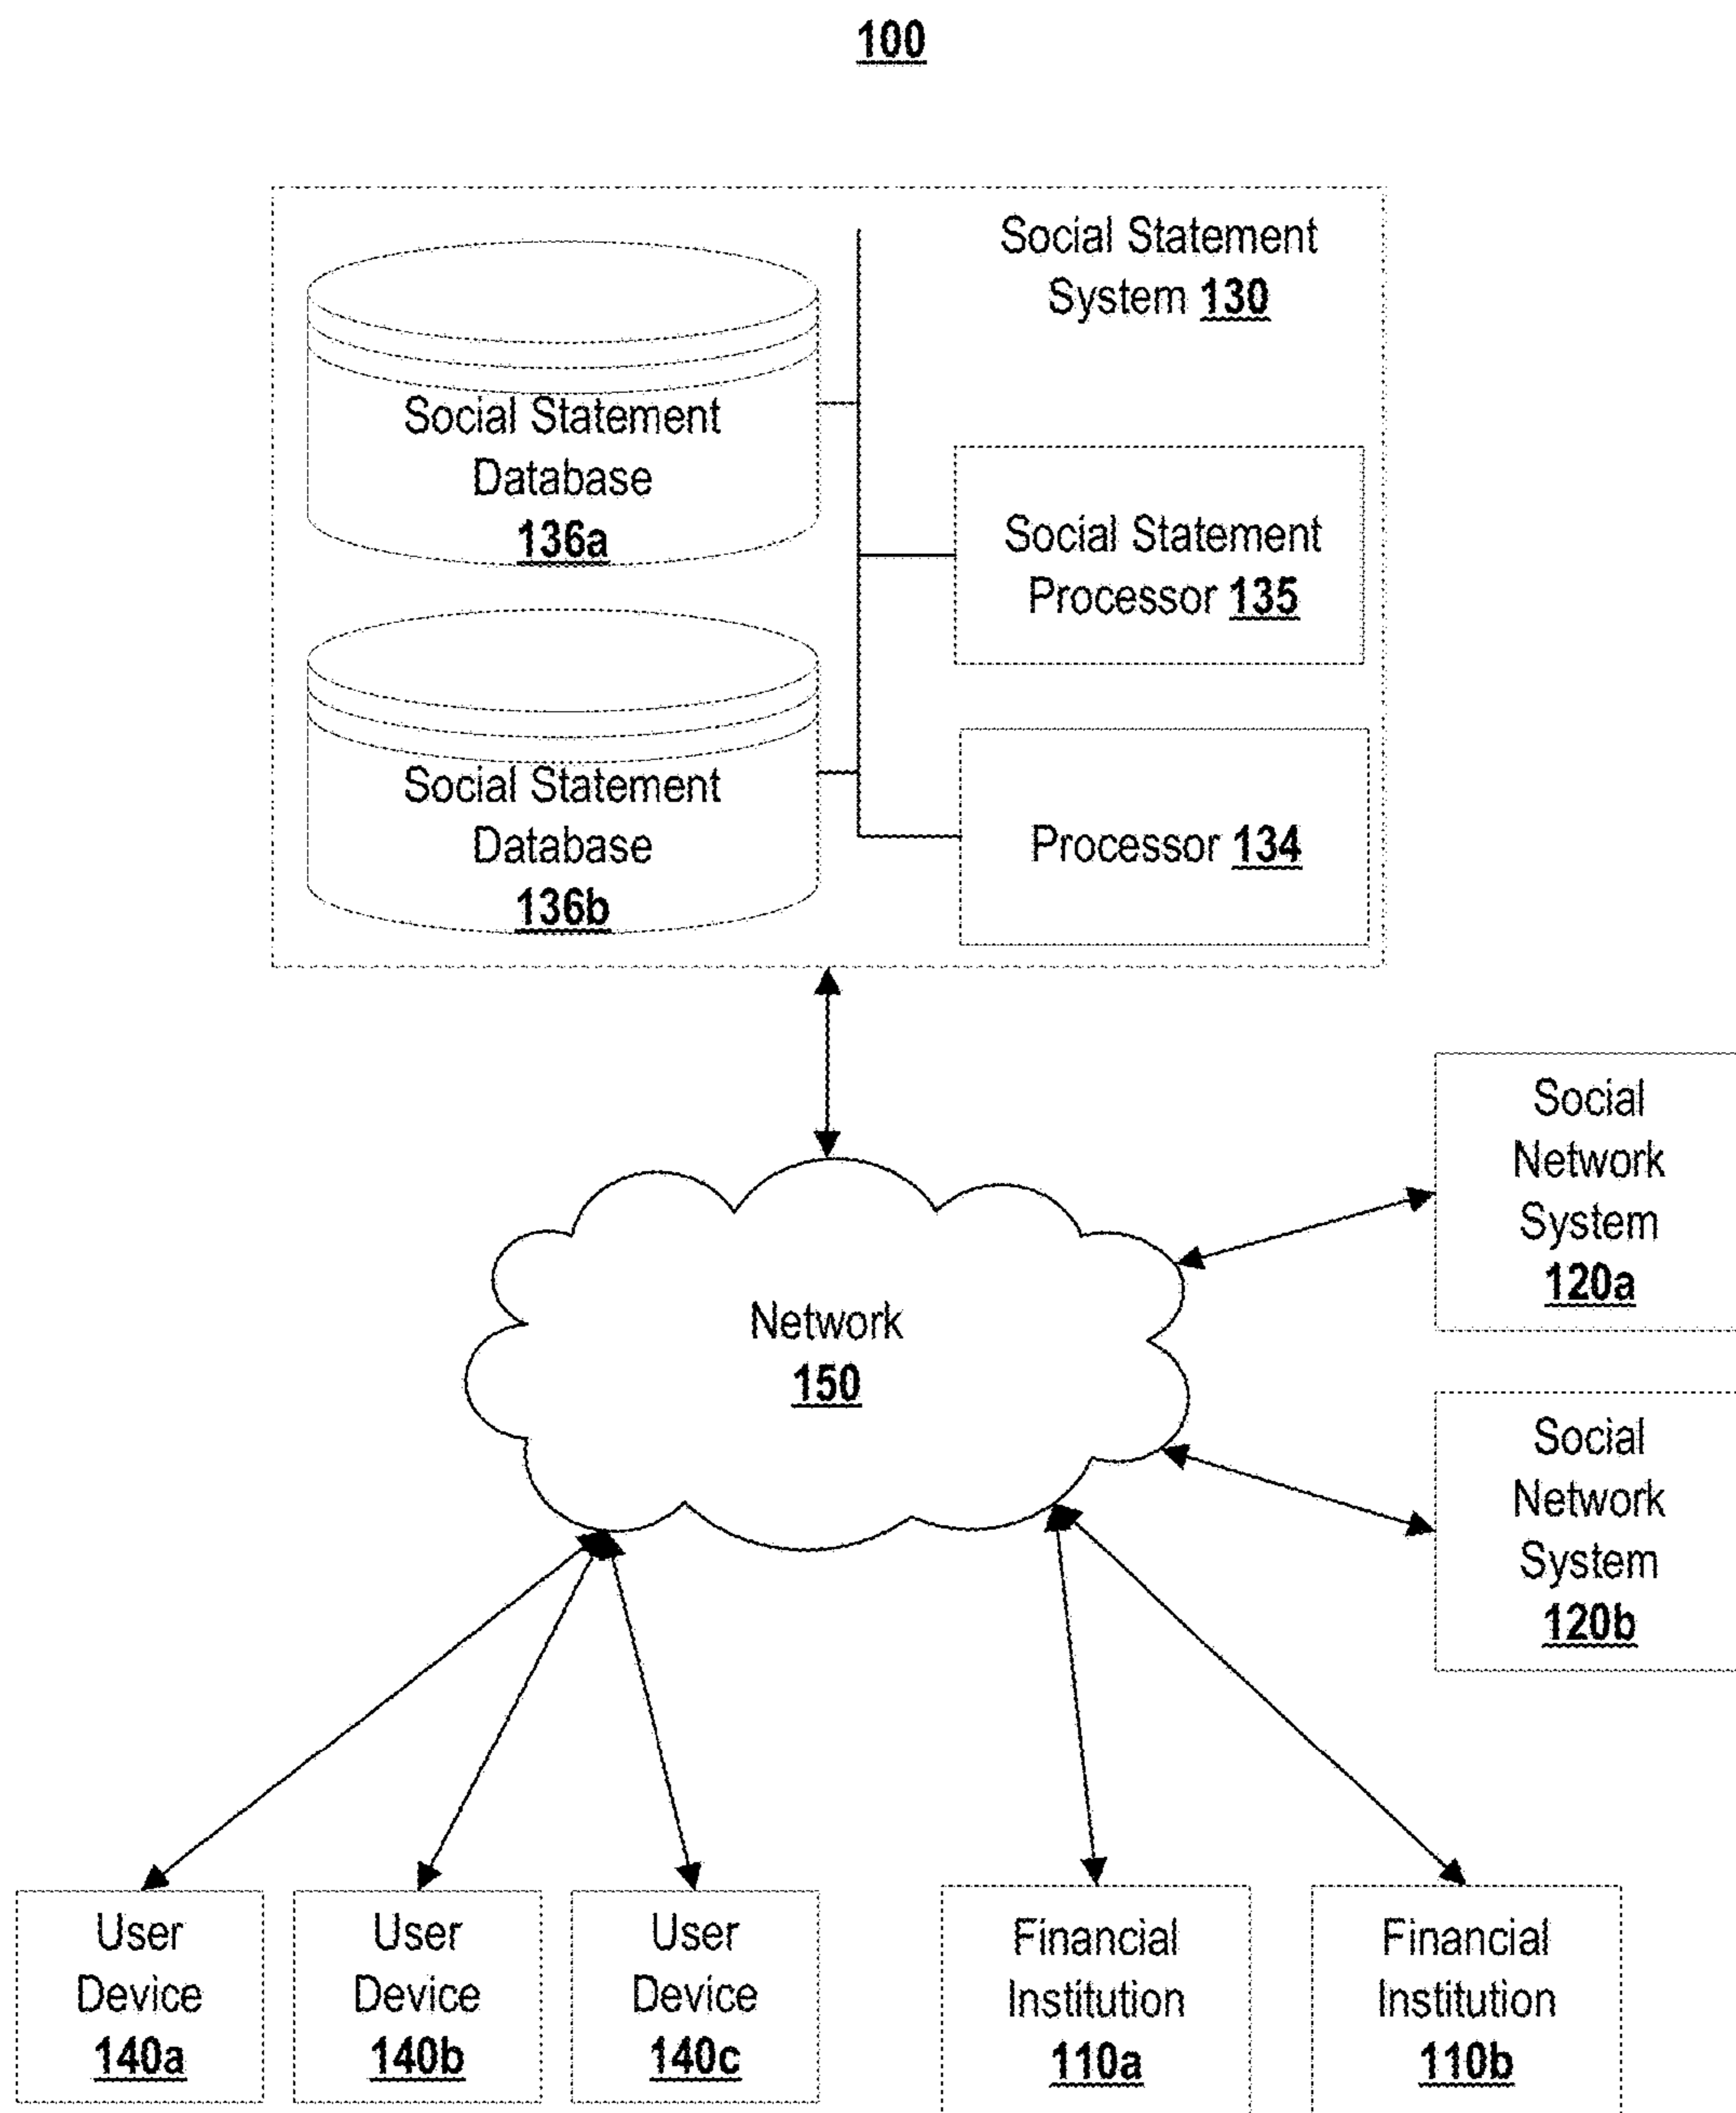 100
Social Statement
System 130
Social Statement
Database
136a
Social Statement
Processor 135
Social Statement
Database
136b
Processor 134
Social
Network
System
120a
Network
150
Social
Network
System
120b
User
Device
140a
User
Device
140b
User
Device
140c
Financial
Institution
110a
Financial
Institution
110b